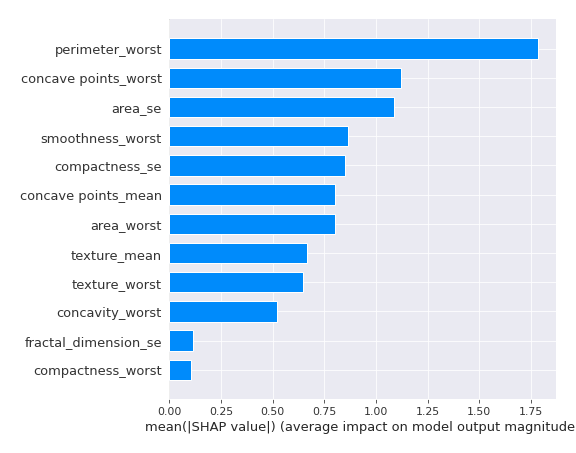 perimeter_worst
concave points_worst
area_se
smoothness_worst
compactness_se
concave points_mean
area_worst
texture_mean
texture_worst
concavity_worst
fractal_dimension_se
compactness_worst
0.00 0.25 0.50 0.75 1.00 1.25 1.50 1.75
mean(|SHAP value|) (average impact on model output magnitude